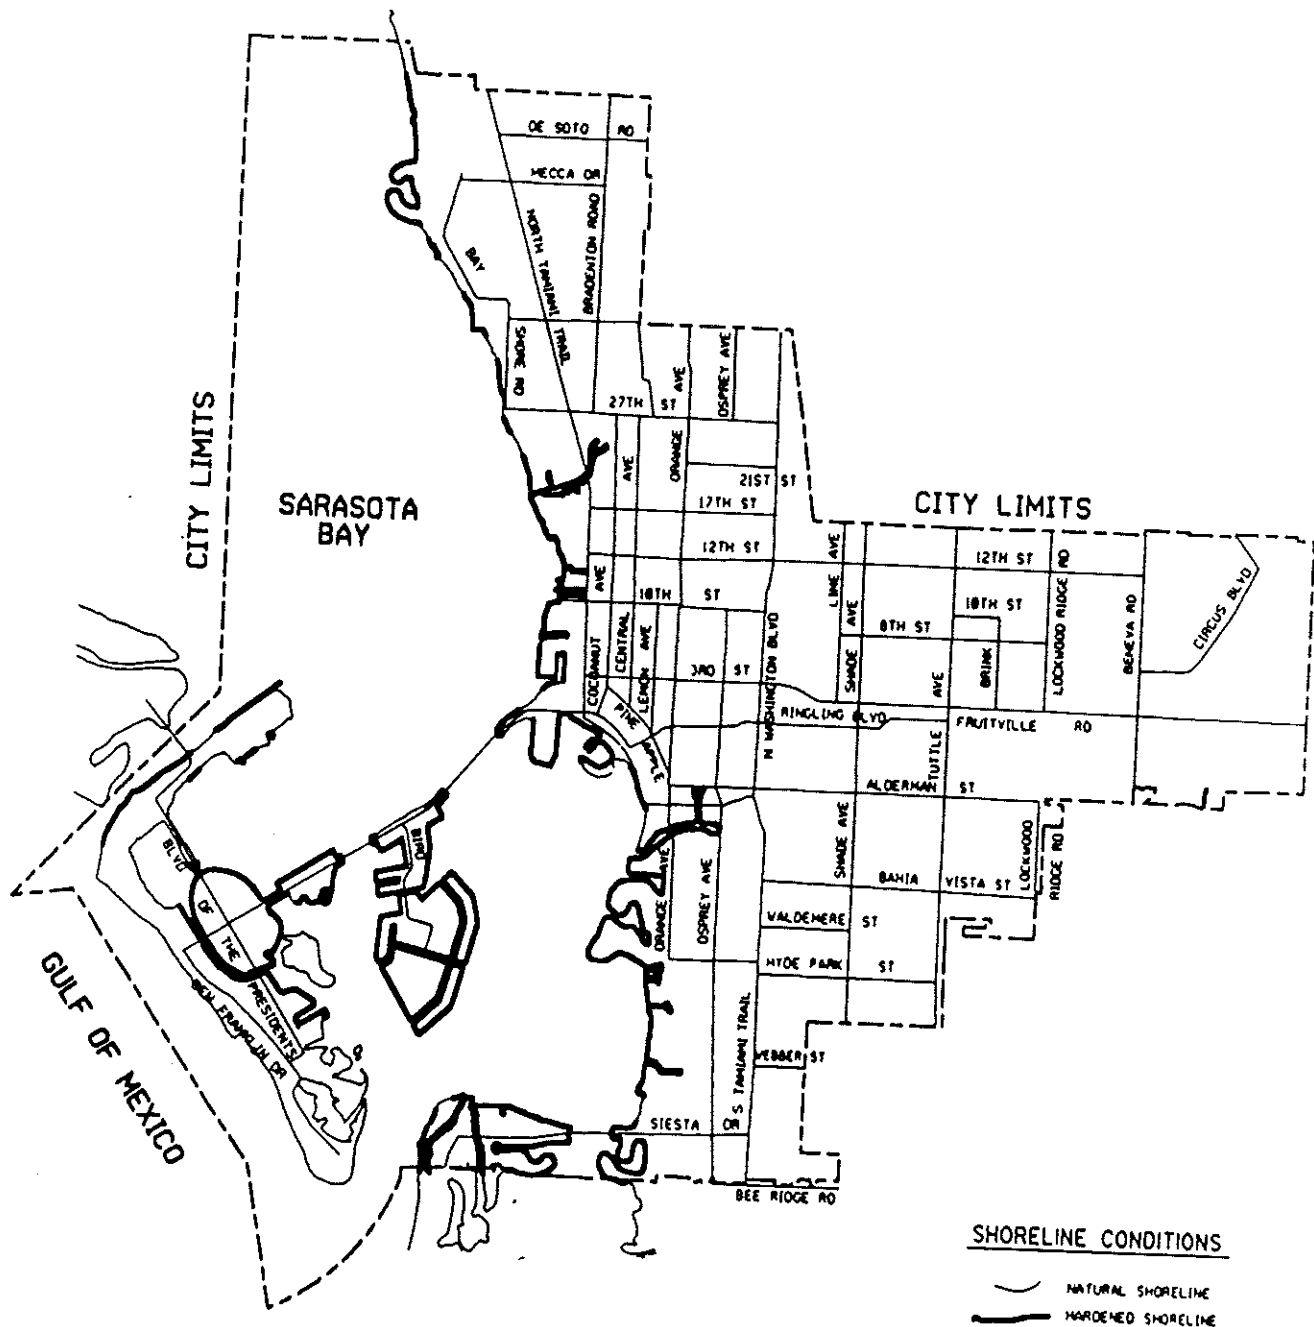 DE SOTO RD
MECCA DR
NORTH TAMIAMI TRAIL
BRADENTON ROAD
BAY
SHORE RD
AVE
OSPREY AVE
27TH ST
ORANGE
AVE
21ST ST
17TH ST
CITY LIMITS
CITY LIMITS
SARASOTA
BAY
12TH ST
12TH ST
LIME AVE
AVE
10TH ST
10TH ST
LOCKWOOD RIDGE RD
BENEVA RD
CIRCUS BLVD
8TH ST
SHADE AVE
COCOANUT
CENTRAL
LEMON AVE
3RD ST
N WASHINGTON BLVD
AVE
BRINK
PINE APPLE
RINGLING BLVD
FRUITVILLE RD
TUTTLE
ALDERMAN ST
BIRD
SHADE AVE
LOCKWOOD
RIDGE RD
BLVD OF THE PRESIDENTS
ORANGE AVE
OSPREY AVE
BAHIA VISTA ST
WALDEMERE ST
HYDE PARK ST
BEN FRANKLIN DR
GULF OF MEXICO
S TAMIAMI TRAIL
WEBBER ST
SIESTA DR
BEE RIDGE RD
SHORELINE CONDITIONS
NATURAL SHORELINE
HARDENED SHORELINE